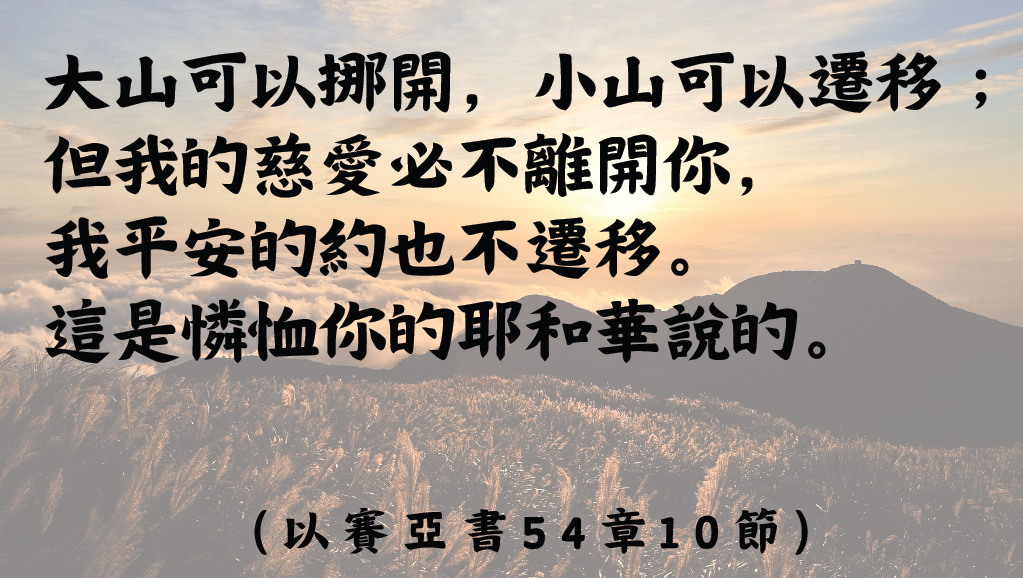 大山可以挪開，小山可以遷移；
但我的慈愛必不離開你，
我平安的約也不遷移。
這是憐恤你的耶和華說的。
(以賽亞書54章10節)